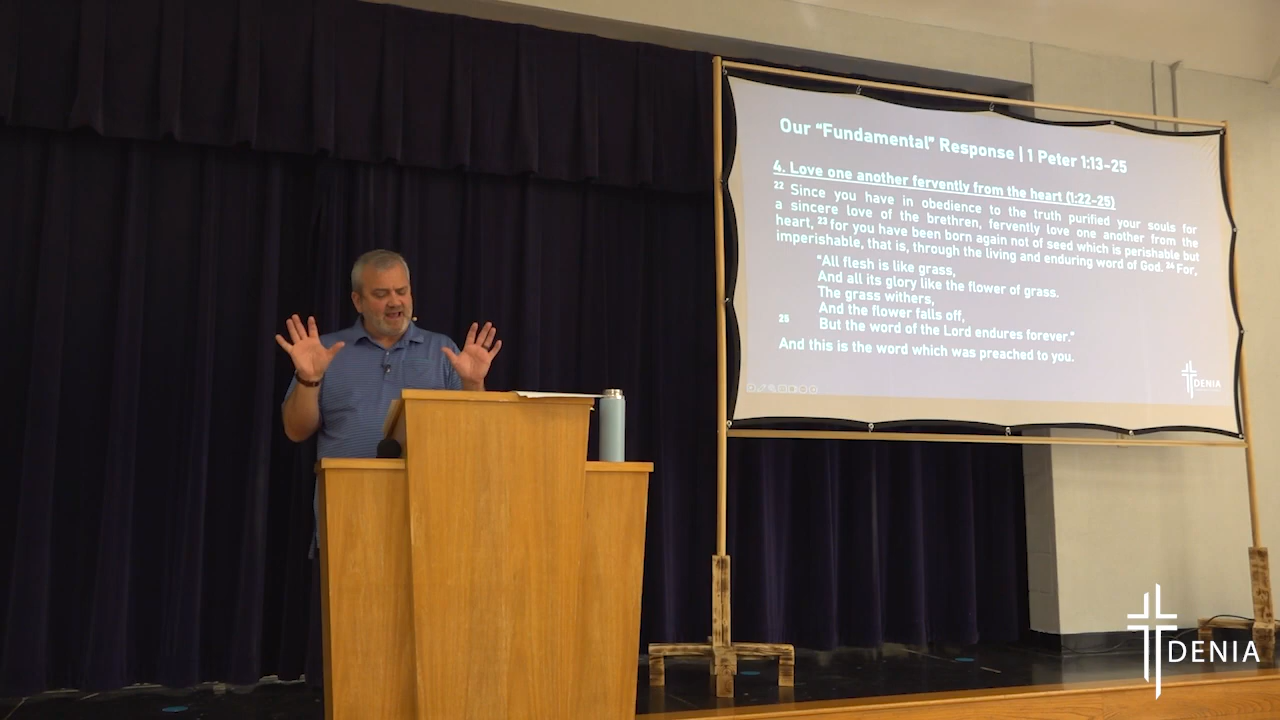 Our “Fundamental” Response | 1 Peter 1:13-25
4. Love one another fervently from the heart (1:22-25)
22 Since you have in obedience to the truth purified your souls for
a sincere love of the brethren, fervently love one another from the
heart, 23 for you have been born again not of seed which is perishable but
imperishable, that is, through the living and enduring word of God. 24 For,
“All flesh is like grass,
And all its glory like the flower of grass.
The grass withers,
And the flower falls off,
25 But the word of the Lord endures forever.”
And this is the word which was preached to you.
DENIA
DENIA